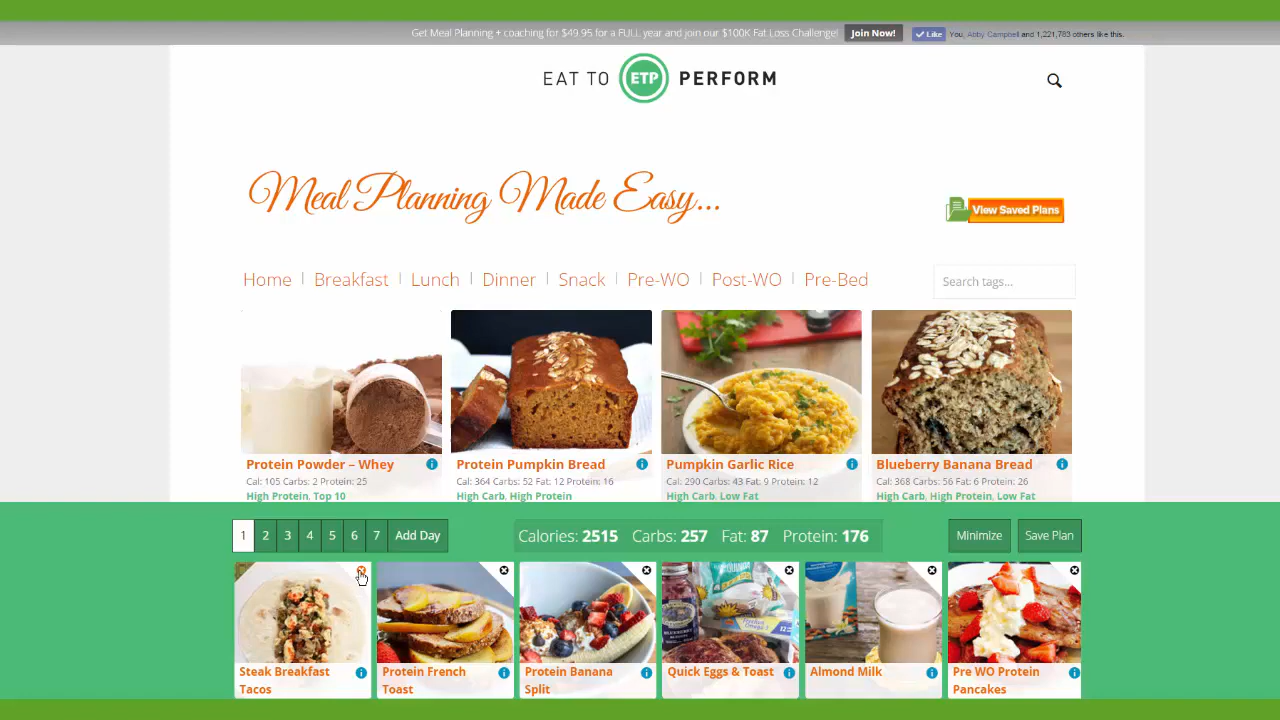 Get Meal Planning + coaching for $49.95 for a FULL year and join our $100K Fat Loss Challenge! Join Now! Like You, Abby Campbell and 1,221,783 others like this.
EAT TO ETP PERFORM
Meal Planning Made Easy...
View Saved Plans
Home | Breakfast | Lunch | Dinner | Snack | Pre-WO | Post-WO | Pre-Bed
Search tags...
Protein Powder – Whey
Cal: 105 Carbs: 2 Protein: 25
High Protein, Top 10
Protein Pumpkin Bread
Cal: 364 Carbs: 52 Fat: 12 Protein: 16
High Carb, High Protein
Pumpkin Garlic Rice
Cal: 290 Carbs: 43 Fat: 9 Protein: 12
High Carb, Low Fat
Blueberry Banana Bread
Cal: 368 Carbs: 56 Fat: 6 Protein: 26
High Carb, High Protein, Low Fat
1 2 3 4 5 6 7 Add Day
Calories: 2515 Carbs: 257 Fat: 87 Protein: 176
Minimize Save Plan
Steak Breakfast
Tacos
Protein French
Toast
Protein Banana
Split
Quick Eggs & Toast
Almond Milk
Pre WO Protein
Pancakes